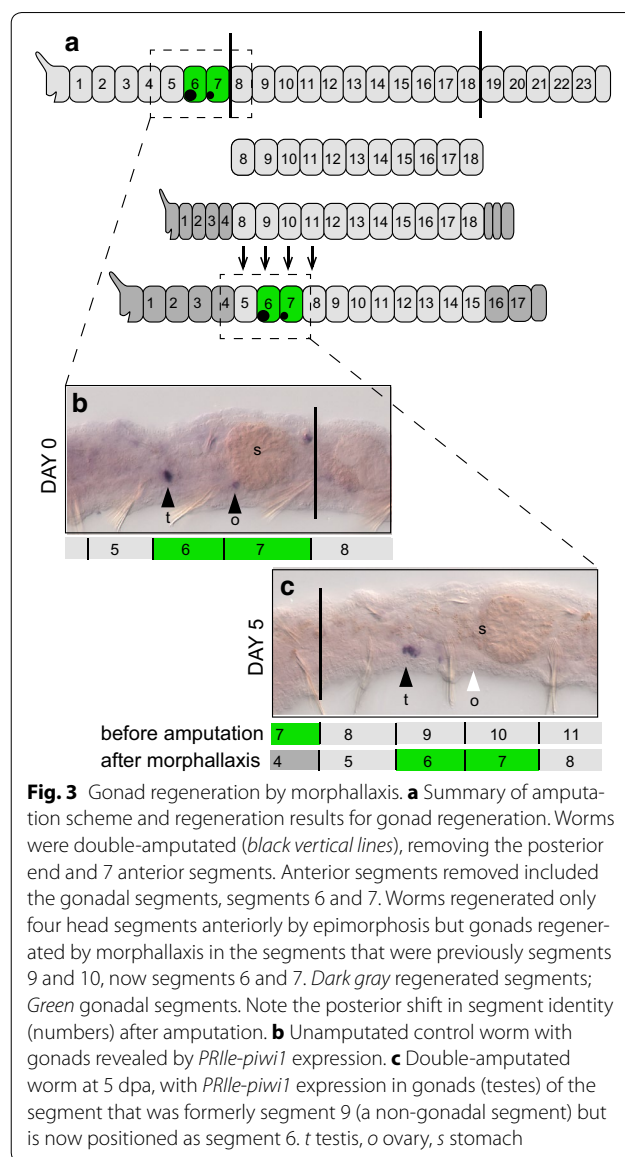 a
1 2 3 4 5 6 7 8 9 10 11 12 13 14 15 16 17 18 19 20 21 22 23
8 9 10 11 12 13 14 15 16 17 18
1 2 3 4 8 9 10 11 12 13 14 15 16 17 18
1 2 3 4 5 6 7 8 9 10 11 12 13 14 15 16 17
b
DAY 0
s
t
o
5 6 7 8
c
DAY 5
s
t
o
before amputation 7 8 9 10 11
after morphallaxis 4 5 6 7 8
Fig. 3 Gonad regeneration by morphallaxis. a Summary of amputa-
tion scheme and regeneration results for gonad regeneration. Worms
were double-amputated (black vertical lines), removing the posterior
end and 7 anterior segments. Anterior segments removed included
the gonadal segments, segments 6 and 7. Worms regenerated only
four head segments anteriorly by epimorphosis but gonads regener-
ated by morphallaxis in the segments that were previously segments
9 and 10, now segments 6 and 7. Dark gray regenerated segments;
Green gonadal segments. Note the posterior shift in segment identity
(numbers) after amputation. b Unamputated control worm with
gonads revealed by PRIle-piwi1 expression. c Double-amputated
worm at 5 dpa, with PRIle-piwi1 expression in gonads (testes) of the
segment that was formerly segment 9 (a non-gonadal segment) but
is now positioned as segment 6. t testis, o ovary, s stomach